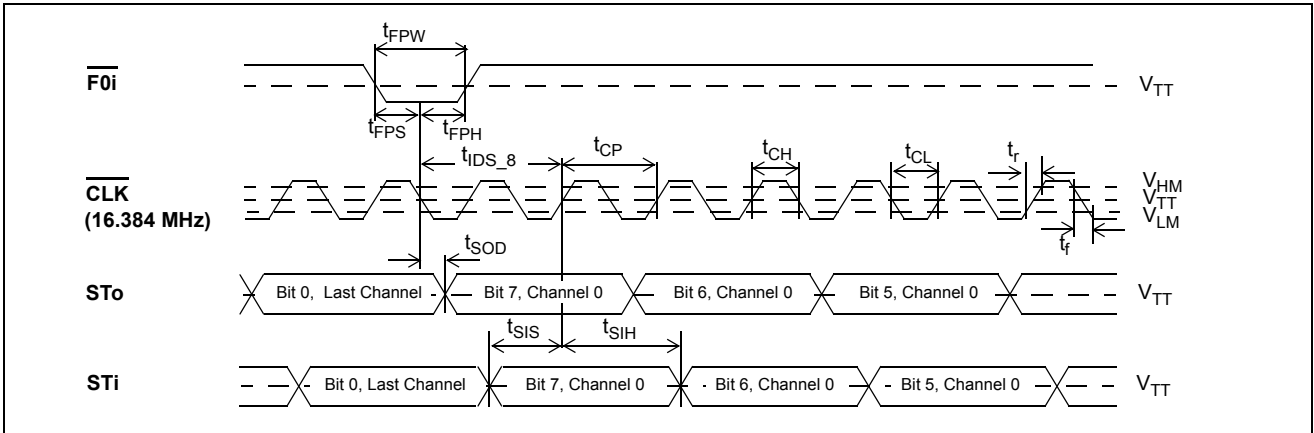 tFPW
F0i
VTT
tFPS
tFPH
tIDS_8
tCP
tCH
tCL
tr
CLK
(16.384 MHz)
VHM
VTT
VLM
tf
tSOD
STo
Bit 0, Last Channel
Bit 7, Channel 0
Bit 6, Channel 0
Bit 5, Channel 0
VTT
tSIS
tSIH
STi
Bit 0, Last Channel
Bit 7, Channel 0
Bit 6, Channel 0
Bit 5, Channel 0
VTT